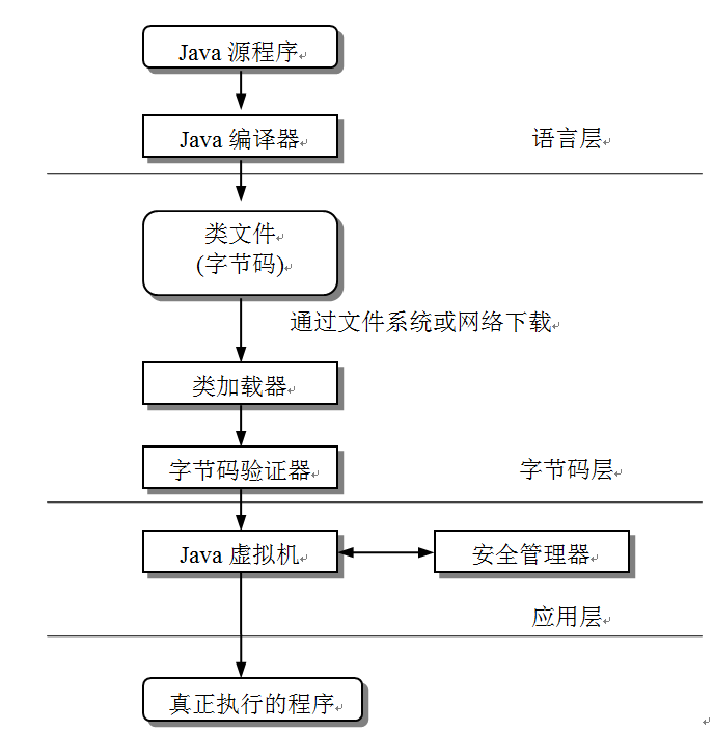 Java 源程序
Java 编译器
语言层
类文件
(字节码)
通过文件系统或网络下载
类加载器
字节码验证器
字节码层
Java 虚拟机
安全管理器
应用层
真正执行的程序